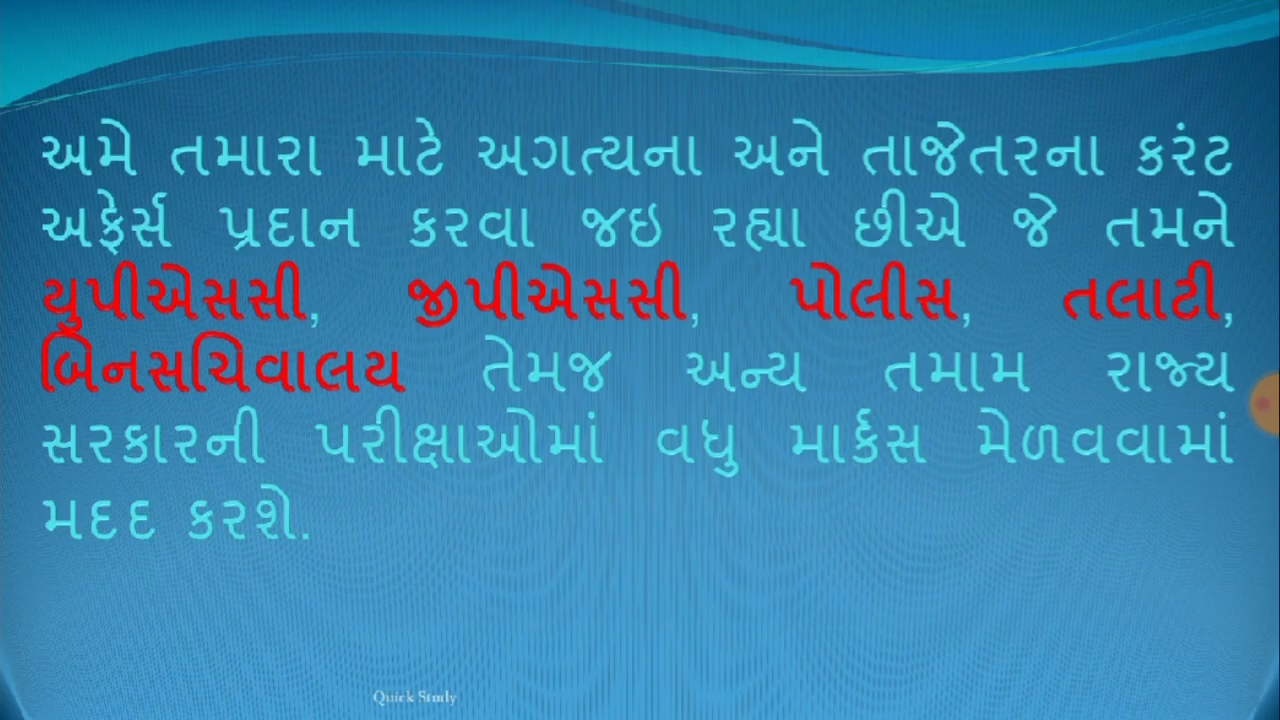 અમે તમારા માટે અગત્યના અને તાજેતરના કરંટ
અફેર્સ પ્રદાન કરવા જઇ રહ્યા છીએ જે તમને
યુપીએસસી, જીપીએસસી, પોલીસ, તલાટી,
બિનસચિવાલય તેમજ અન્ય તમામ રાજ્ય
સરકારની પરીક્ષાઓમાં વધુ માર્કસ મેળવવામાં
મદદ કરશે.
Quick Study